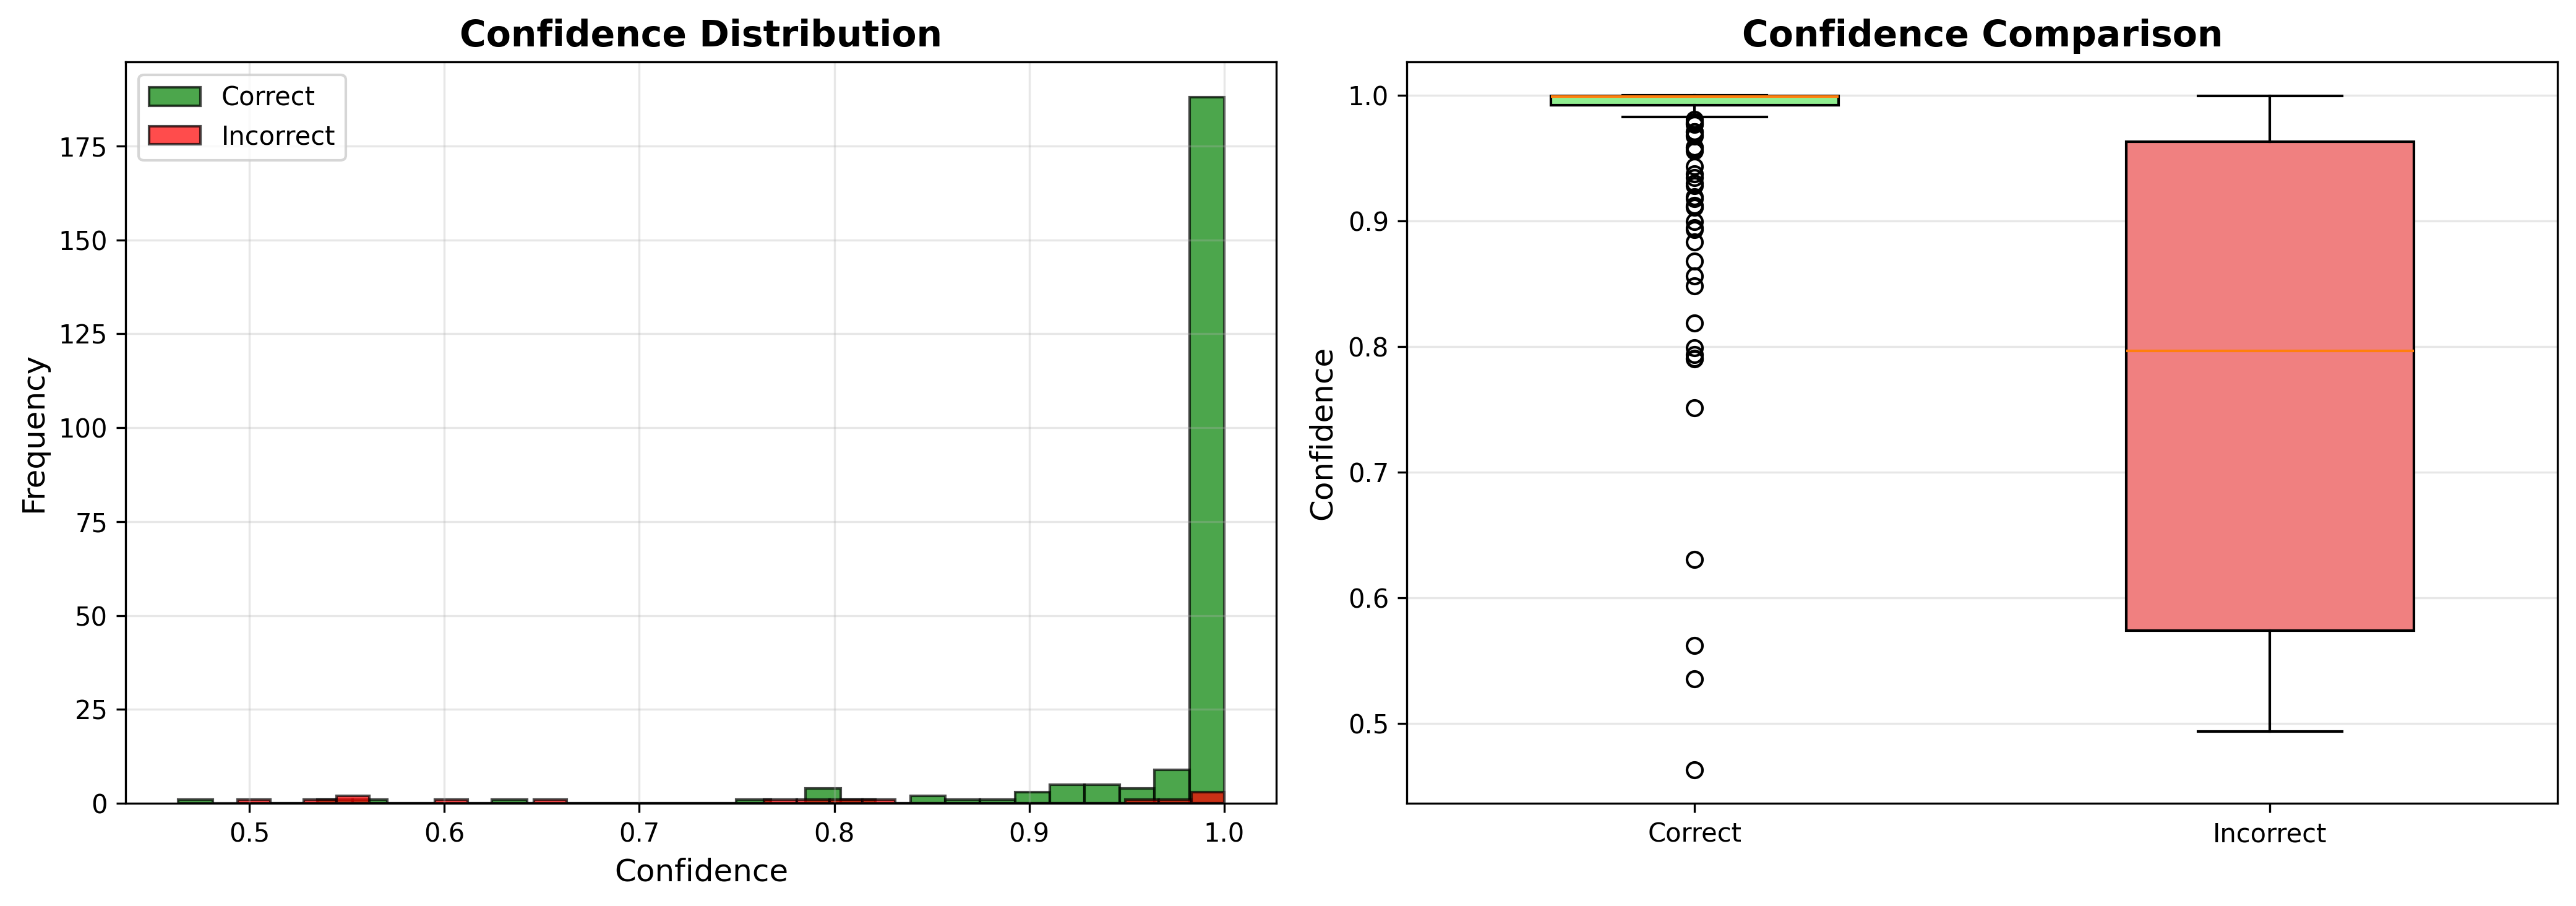 Confidence Distribution
Correct
Incorrect
175
150
125
100
75
50
25
0
Frequency
0.5 0.6 0.7 0.8 0.9 1.0
Confidence
Confidence Comparison
1.0
0.9
0.8
0.7
0.6
0.5
Confidence
Correct Incorrect